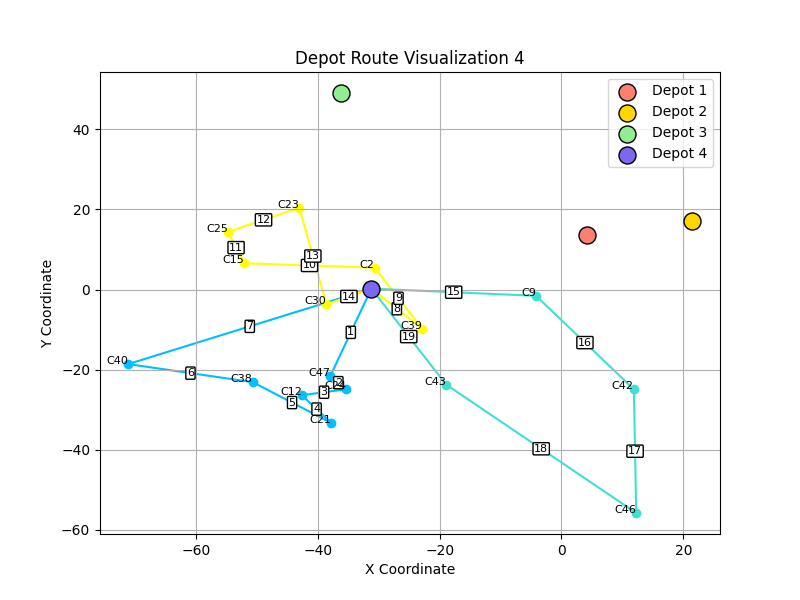 Depot Route Visualization 4
Depot 1
Depot 2
Depot 3
Depot 4
40
20
0
−20
−40
−60
Y Coordinate
−60
−40
−20
0
20
X Coordinate
C23
12
C25
11
C15
13
10
C2
C30
14
9
8
C39
19
15
C9
16
C42
17
C46
18
C43
1
7
C40
6
C38
C47
2
C12
3
5
4
C21